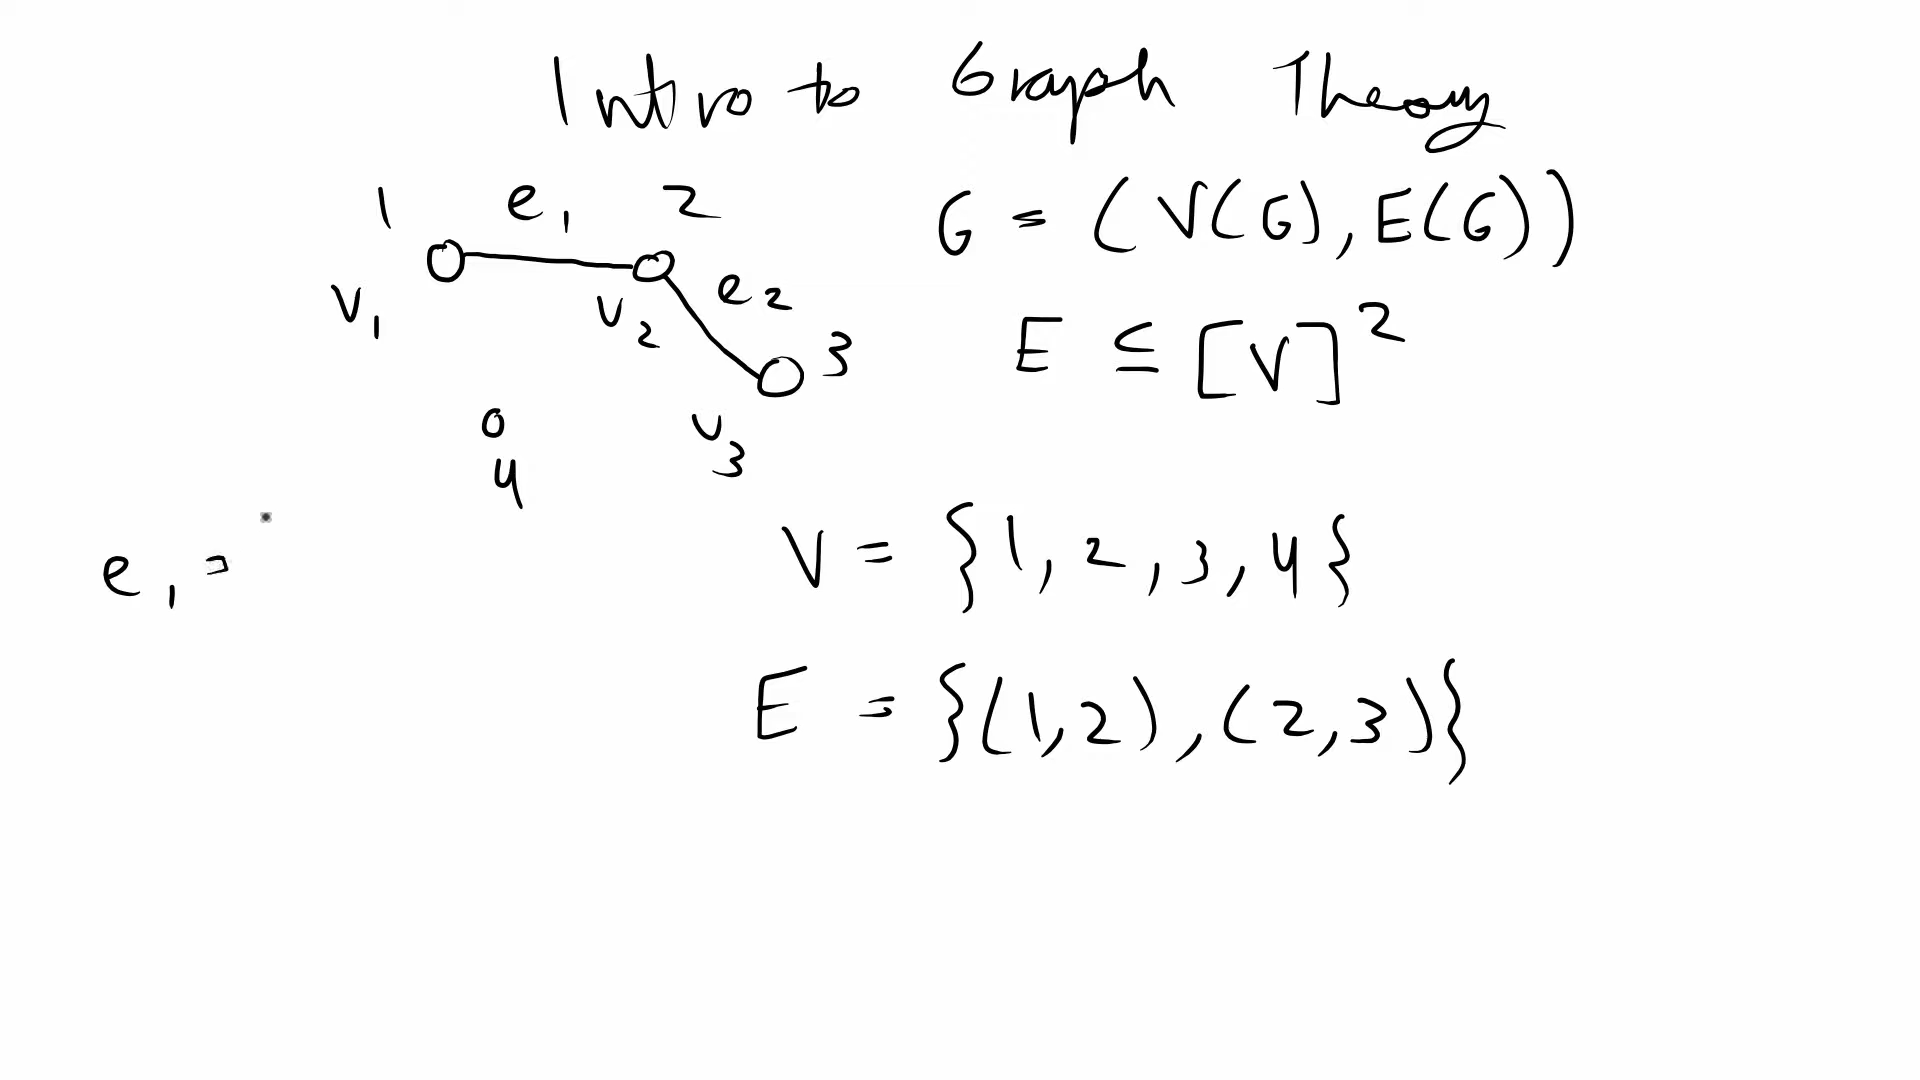 Intro to Graph Theory
1 e₁ 2
G = (V(G), E(G))
v₁ v₂ e₂
E ⊆ [V]²
3
v₃
4
V = {1, 2, 3, 4}
e₁ =
E = {(1,2), (2,3)}